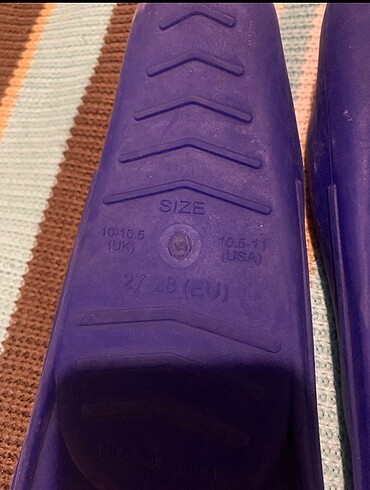 SIZE
10-10.5
(UK)
10.5-11
(USA)
27-28 (EU)